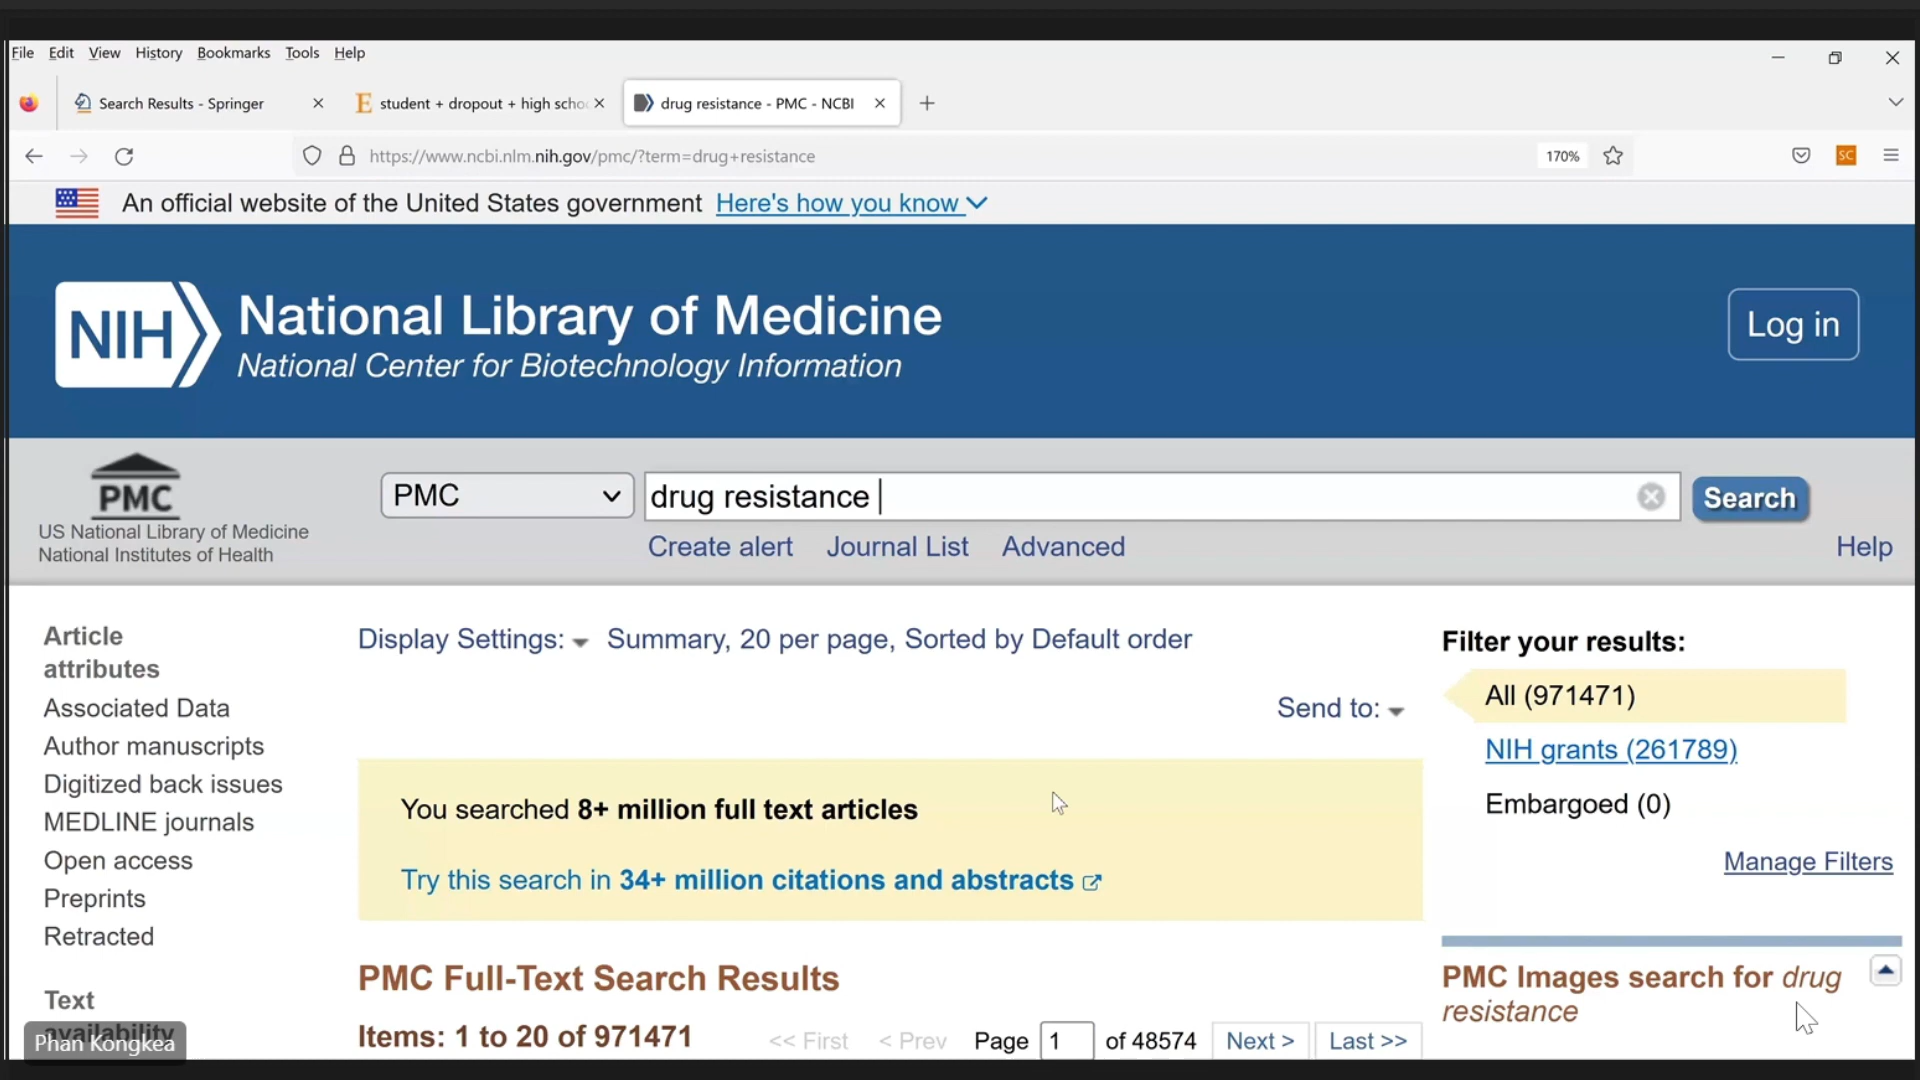 File Edit View History Bookmarks Tools Help
Search Results - Springer
E student + dropout + high schoo
drug resistance - PMC - NCBI
https://www.ncbi.nlm.nih.gov/pmc/?term=drug+resistance
170%
SC
An official website of the United States government Here's how you know
NIH
National Library of Medicine
National Center for Biotechnology Information
Log in
PMC
US National Library of Medicine
National Institutes of Health
PMC
drug resistance
Search
Create alert Journal List Advanced
Help
Article
attributes
Associated Data
Author manuscripts
Digitized back issues
MEDLINE journals
Open access
Preprints
Retracted
Text
availability
Phan Kongkea
Display Settings: Summary, 20 per page, Sorted by Default order
Send to:
You searched 8+ million full text articles
Try this search in 34+ million citations and abstracts
PMC Full-Text Search Results
Items: 1 to 20 of 971471
<< First < Prev Page 1 of 48574 Next > Last >>
Filter your results:
All (971471)
NIH grants (261789)
Embargoed (0)
Manage Filters
PMC Images search for drug
resistance